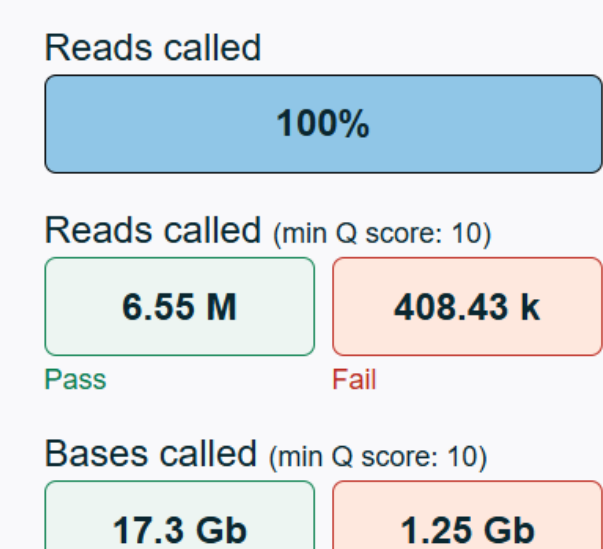 Reads called
100%
Reads called (min Q score: 10)
6.55 M 408.43 k
Pass Fail
Bases called (min Q score: 10)
17.3 Gb 1.25 Gb